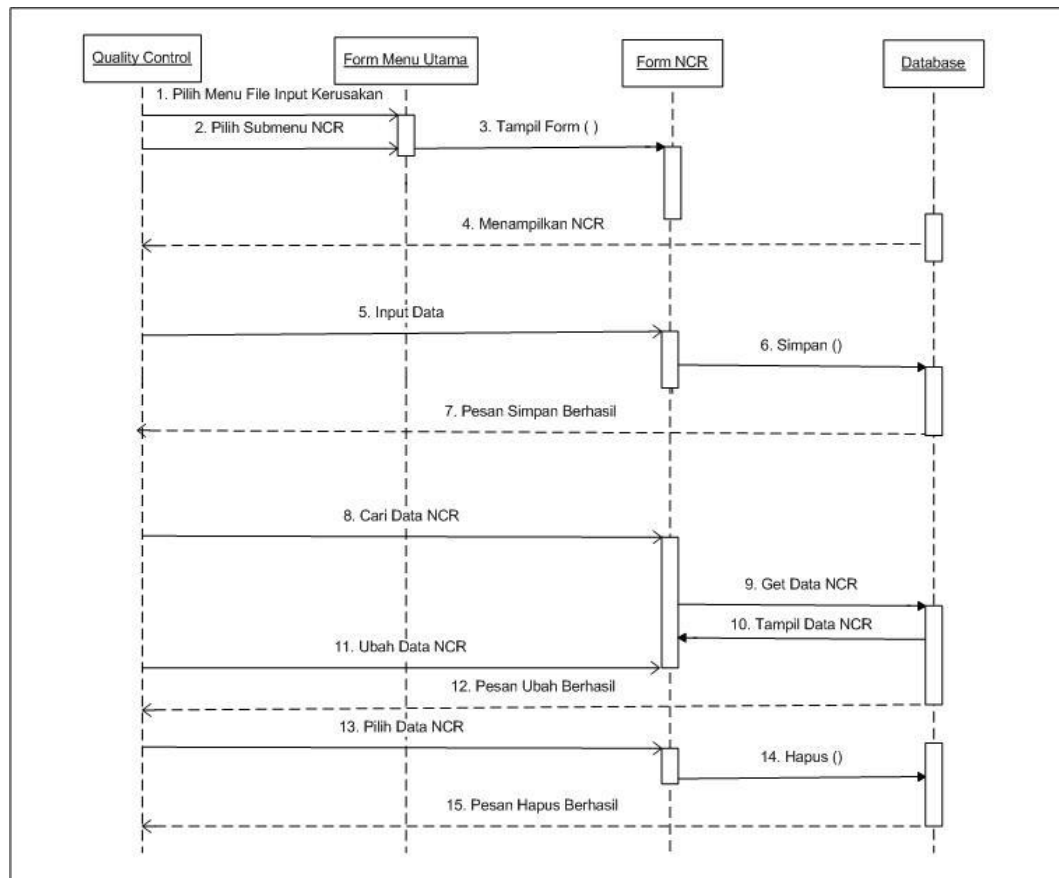 Quality Control
Form Menu Utama
Form NCR
Database
1. Pilih Menu File Input Kerusakan
2. Pilih Submenu NCR
3. Tampil Form ( )
4. Menampilkan NCR
5. Input Data
6. Simpan ()
7. Pesan Simpan Berhasil
8. Cari Data NCR
9. Get Data NCR
10. Tampil Data NCR
11. Ubah Data NCR
12. Pesan Ubah Berhasil
13. Pilih Data NCR
14. Hapus ()
15. Pesan Hapus Berhasil